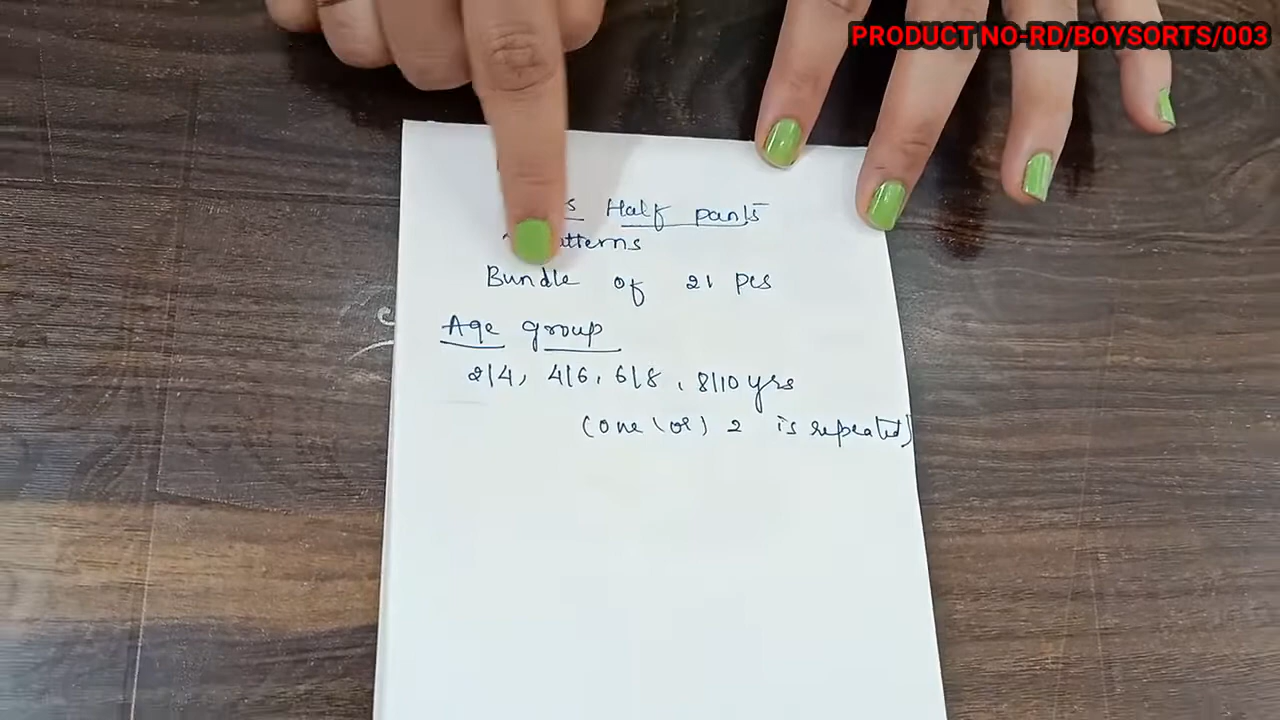 PRODUCT NO-RD/BOYSORTS/003
Half pants
Bundle of 21 pcs
Age group
2/4, 4/6, 6/8, 8/10 yrs
(one (or) 2 is repeated)